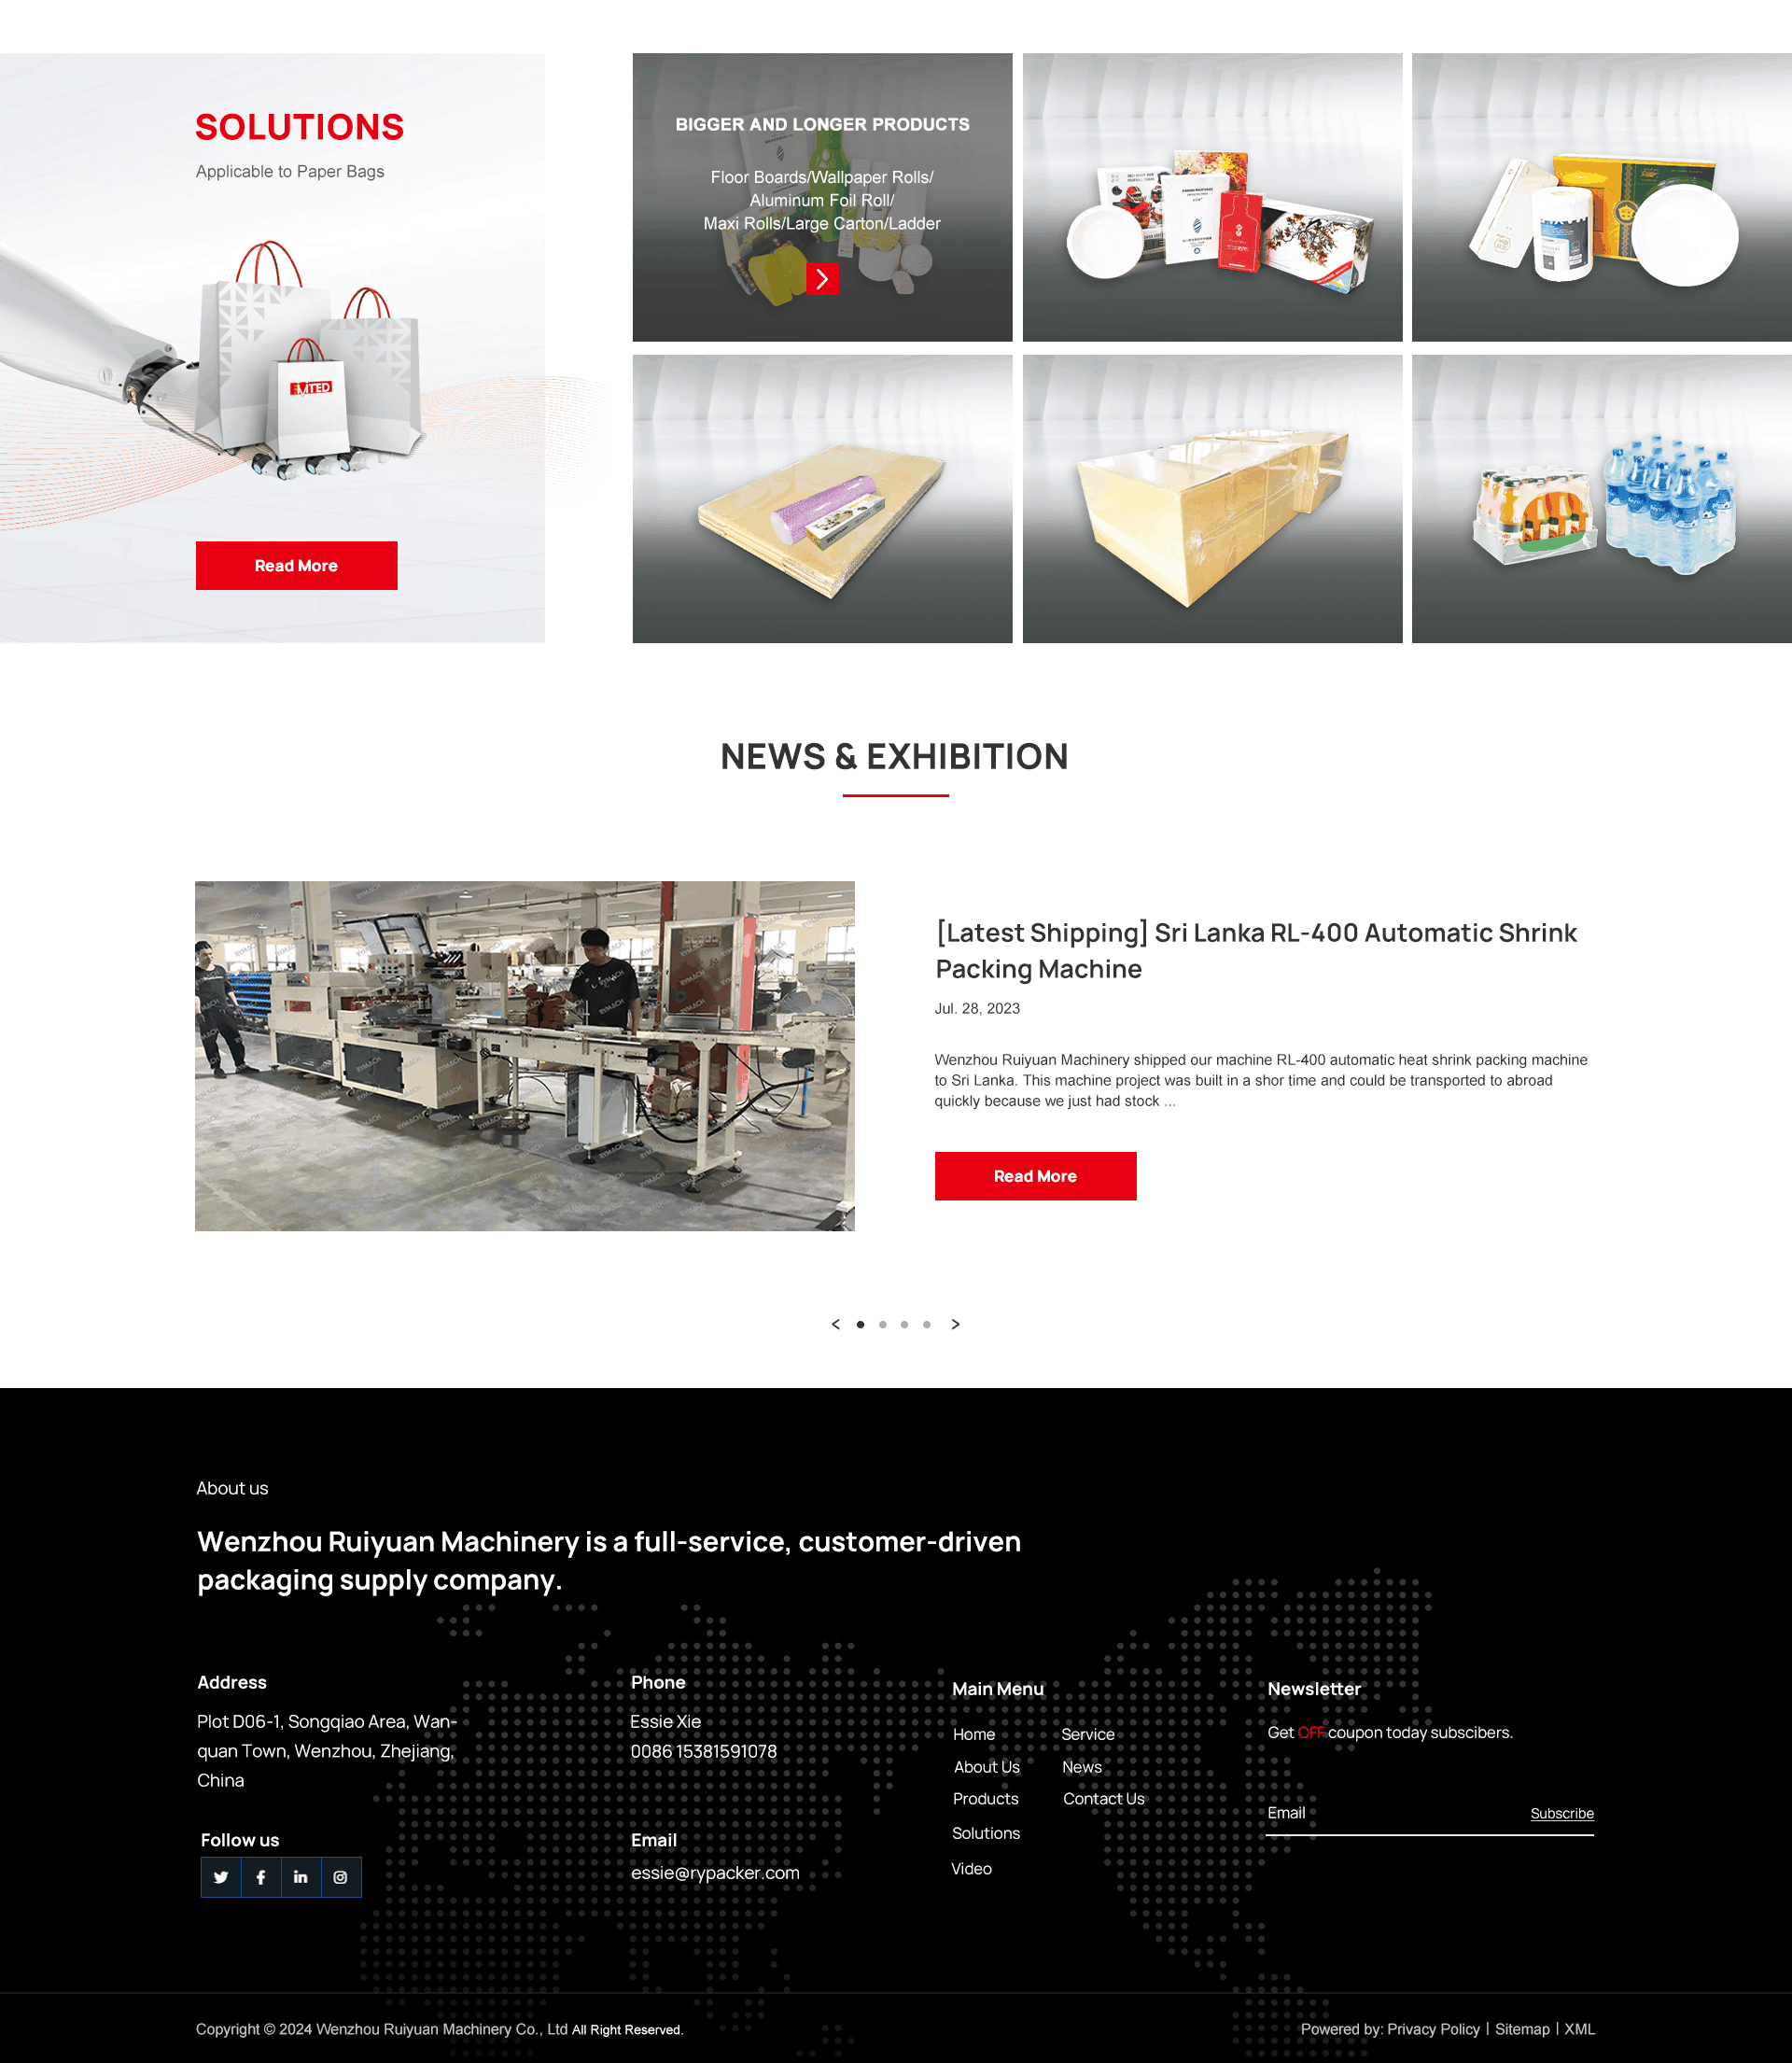 SOLUTIONS
Applicable to Paper Bags
Read More
BIGGER AND LONGER PRODUCTS
Floor Boards/Wallpaper Rolls/
Aluminum Foil Roll/
Maxi Rolls/Large Carton/Ladder
NEWS & EXHIBITION
RYMACH
[Latest Shipping] Sri Lanka RL-400 Automatic Shrink
Packing Machine
Jul. 28, 2023
Wenzhou Ruiyuan Machinery shipped our machine RL-400 automatic heat shrink packing machine
to Sri Lanka. This machine project was built in a shor time and could be transported to abroad
quickly because we just had stock ...
Read More
< >
About us
Wenzhou Ruiyuan Machinery is a full-service, customer-driven
packaging supply company.
Address
Plot D06-1, Songqiao Area, Wan-
quan Town, Wenzhou, Zhejiang,
China
Follow us
Phone
Essie Xie
0086 15381591078
Email
essie@rypacker.com
Main Menu
Home Service
About Us News
Products Contact Us
Solutions
Video
Newsletter
Get OFF coupon today subscibers.
Email Subscribe
Copyright © 2024 Wenzhou Ruiyuan Machinery Co., Ltd All Right Reserved.
Powered by: Privacy Policy | Sitemap | XML